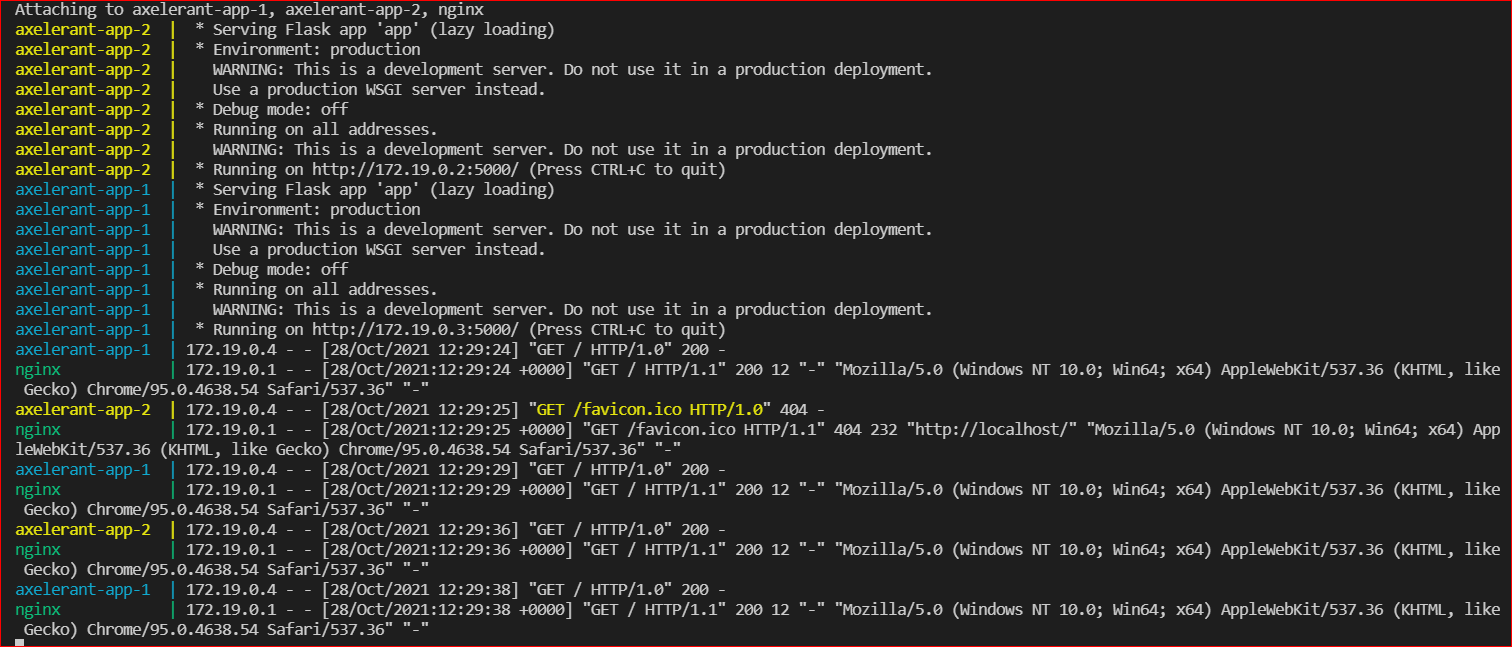 Attaching to axelerant-app-1, axelerant-app-2, nginx
axelerant-app-2  |  * Serving Flask app 'app' (lazy loading)
axelerant-app-2  |  * Environment: production
axelerant-app-2  |    WARNING: This is a development server. Do not use it in a production deployment.
axelerant-app-2  |    Use a production WSGI server instead.
axelerant-app-2  |  * Debug mode: off
axelerant-app-2  |  * Running on all addresses.
axelerant-app-2  |    WARNING: This is a development server. Do not use it in a production deployment.
axelerant-app-2  |  * Running on http://172.19.0.2:5000/ (Press CTRL+C to quit)
axelerant-app-1  |  * Serving Flask app 'app' (lazy loading)
axelerant-app-1  |  * Environment: production
axelerant-app-1  |    WARNING: This is a development server. Do not use it in a production deployment.
axelerant-app-1  |    Use a production WSGI server instead.
axelerant-app-1  |  * Debug mode: off
axelerant-app-1  |  * Running on all addresses.
axelerant-app-1  |    WARNING: This is a development server. Do not use it in a production deployment.
axelerant-app-1  |  * Running on http://172.19.0.3:5000/ (Press CTRL+C to quit)
axelerant-app-1  | 172.19.0.4 - - [28/Oct/2021 12:29:24] "GET / HTTP/1.0" 200 -
nginx            | 172.19.0.1 - - [28/Oct/2021:12:29:24 +0000] "GET / HTTP/1.1" 200 12 "-" "Mozilla/5.0 (Windows NT 10.0; Win64; x64) AppleWebKit/537.36 (KHTML, like
 Gecko) Chrome/95.0.4638.54 Safari/537.36" "-"
axelerant-app-2  | 172.19.0.4 - - [28/Oct/2021 12:29:25] "GET /favicon.ico HTTP/1.0" 404 -
nginx            | 172.19.0.1 - - [28/Oct/2021:12:29:25 +0000] "GET /favicon.ico HTTP/1.1" 404 232 "http://localhost/" "Mozilla/5.0 (Windows NT 10.0; Win64; x64) App
leWebKit/537.36 (KHTML, like Gecko) Chrome/95.0.4638.54 Safari/537.36" "-"
axelerant-app-1  | 172.19.0.4 - - [28/Oct/2021 12:29:29] "GET / HTTP/1.0" 200 -
nginx            | 172.19.0.1 - - [28/Oct/2021:12:29:29 +0000] "GET / HTTP/1.1" 200 12 "-" "Mozilla/5.0 (Windows NT 10.0; Win64; x64) AppleWebKit/537.36 (KHTML, like
 Gecko) Chrome/95.0.4638.54 Safari/537.36" "-"
axelerant-app-2  | 172.19.0.4 - - [28/Oct/2021 12:29:36] "GET / HTTP/1.0" 200 -
nginx            | 172.19.0.1 - - [28/Oct/2021:12:29:36 +0000] "GET / HTTP/1.1" 200 12 "-" "Mozilla/5.0 (Windows NT 10.0; Win64; x64) AppleWebKit/537.36 (KHTML, like
 Gecko) Chrome/95.0.4638.54 Safari/537.36" "-"
axelerant-app-1  | 172.19.0.4 - - [28/Oct/2021 12:29:38] "GET / HTTP/1.0" 200 -
nginx            | 172.19.0.1 - - [28/Oct/2021:12:29:38 +0000] "GET / HTTP/1.1" 200 12 "-" "Mozilla/5.0 (Windows NT 10.0; Win64; x64) AppleWebKit/537.36 (KHTML, like
 Gecko) Chrome/95.0.4638.54 Safari/537.36" "-"